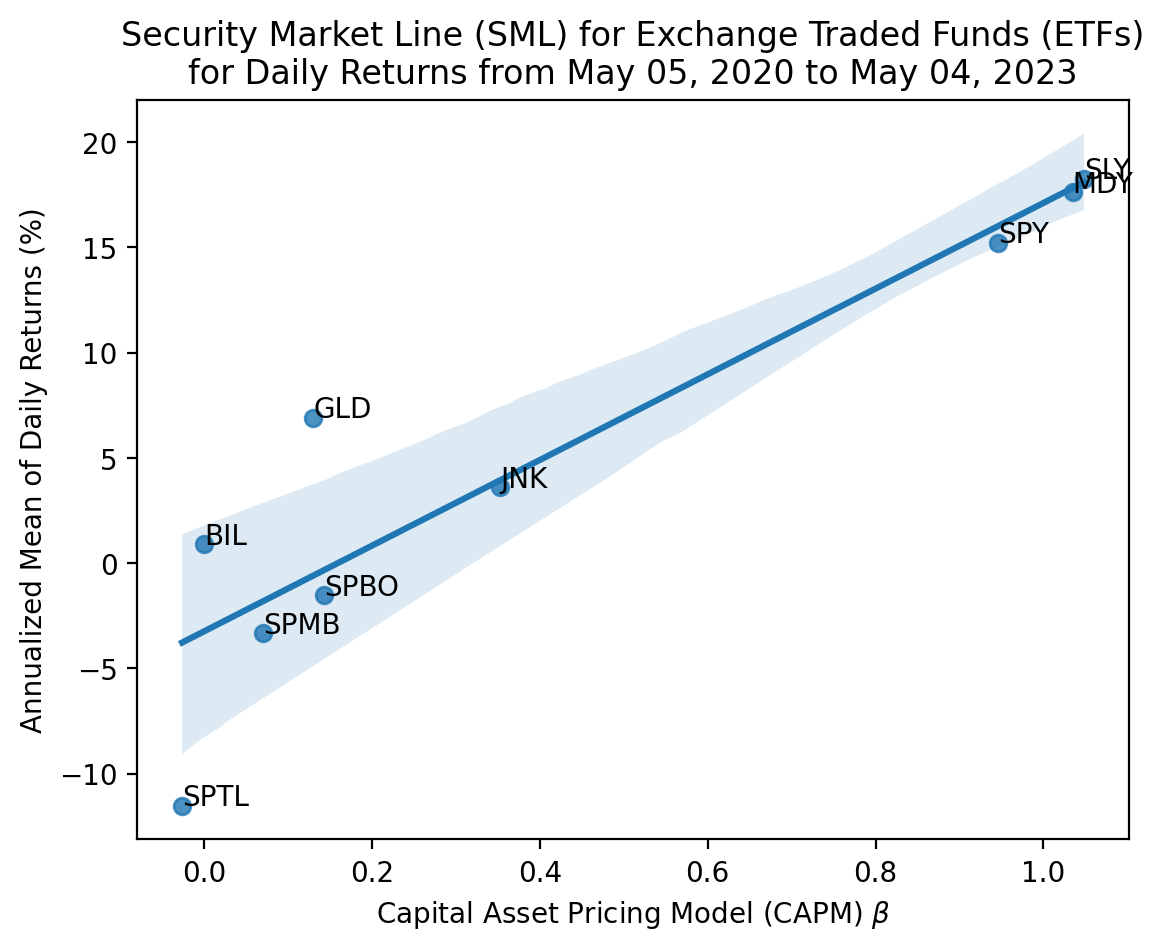 Security Market Line (SML) for Exchange Traded Funds (ETFs)
for Daily Returns from May 05, 2020 to May 04, 2023
Annualized Mean of Daily Returns (%)
20
15
10
5
0
−5
−10
SLY
MDY
SPY
GLD
JNK
BIL
SPBO
SPMB
SPTL
0.0 0.2 0.4 0.6 0.8 1.0
Capital Asset Pricing Model (CAPM) β